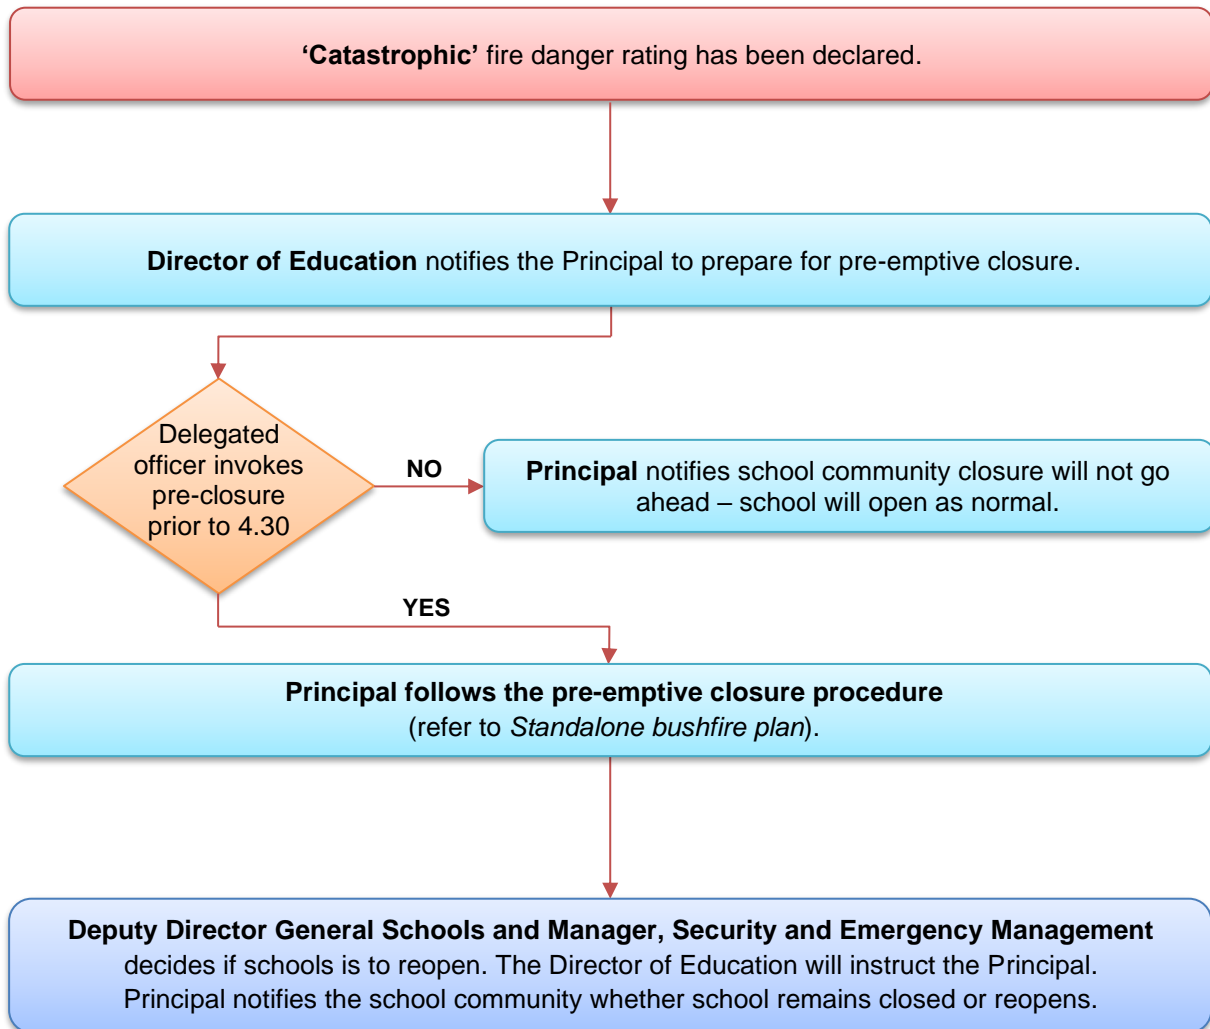 ‘Catastrophic’ fire danger rating has been declared.
Director of Education notifies the Principal to prepare for pre-emptive closure.
Delegated
officer invokes
pre-closure
prior to 4.30
NO
Principal notifies school community closure will not go
ahead – school will open as normal.
YES
Principal follows the pre-emptive closure procedure
(refer to Standalone bushfire plan).
Deputy Director General Schools and Manager, Security and Emergency Management
decides if schools is to reopen. The Director of Education will instruct the Principal.
Principal notifies the school community whether school remains closed or reopens.